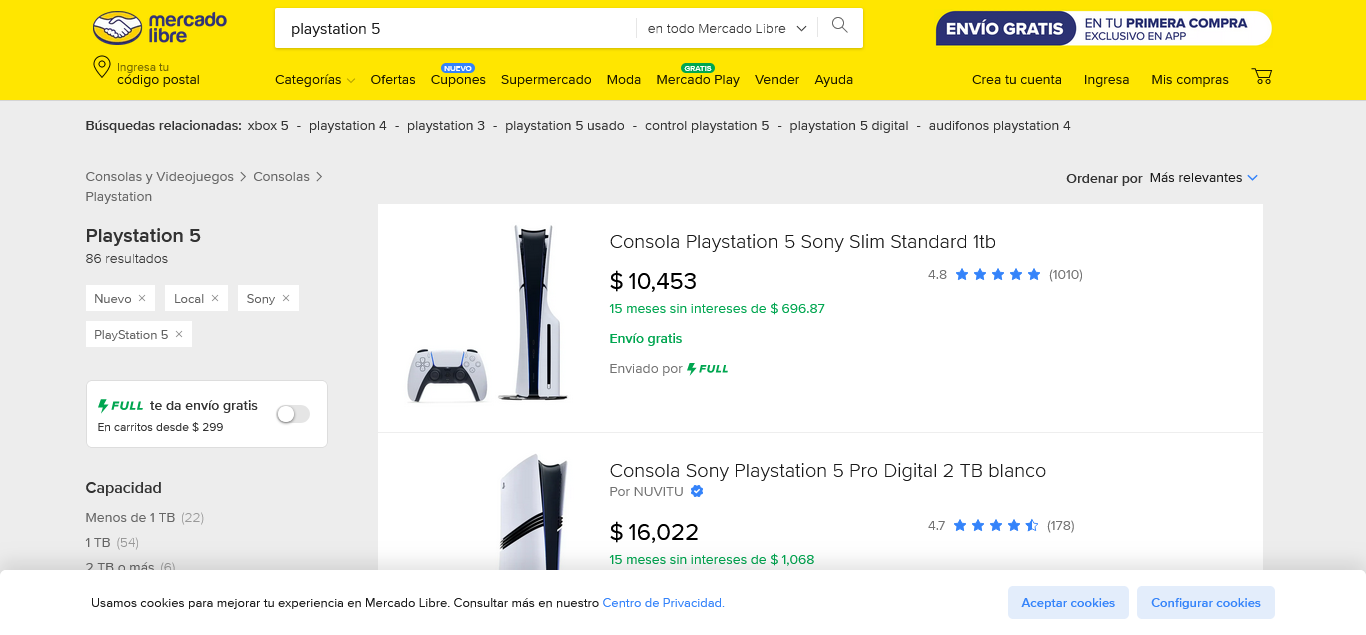 mercado
libre
playstation 5
en todo Mercado Libre
ENVÍO GRATIS
EN TU PRIMERA COMPRA
EXCLUSIVO EN APP
Ingresa tu
código postal
NUEVO
GRATIS
Categorías Ofertas Cupones Supermercado Moda Mercado Play Vender Ayuda
Crea tu cuenta Ingresa Mis compras
Búsquedas relacionadas: xbox 5 - playstation 4 - playstation 3 - playstation 5 usado - control playstation 5 - playstation 5 digital - audifonos playstation 4
Consolas y Videojuegos > Consolas >
Playstation
Ordenar por Más relevantes
Playstation 5
86 resultados
Nuevo × Local × Sony ×
PlayStation 5 ×
FULL te da envío gratis
En carritos desde $ 299
Capacidad
Menos de 1 TB (22)
1 TB (54)
2 TB o más (6)
Consola Playstation 5 Sony Slim Standard 1tb
$ 10,453
4.8 (1010)
15 meses sin intereses de $ 696.87
Envío gratis
Enviado por FULL
Consola Sony Playstation 5 Pro Digital 2 TB blanco
Por NUVITU
$ 16,022
4.7 (178)
15 meses sin intereses de $ 1,068
Usamos cookies para mejorar tu experiencia en Mercado Libre. Consultar más en nuestro Centro de Privacidad.
Aceptar cookies
Configurar cookies